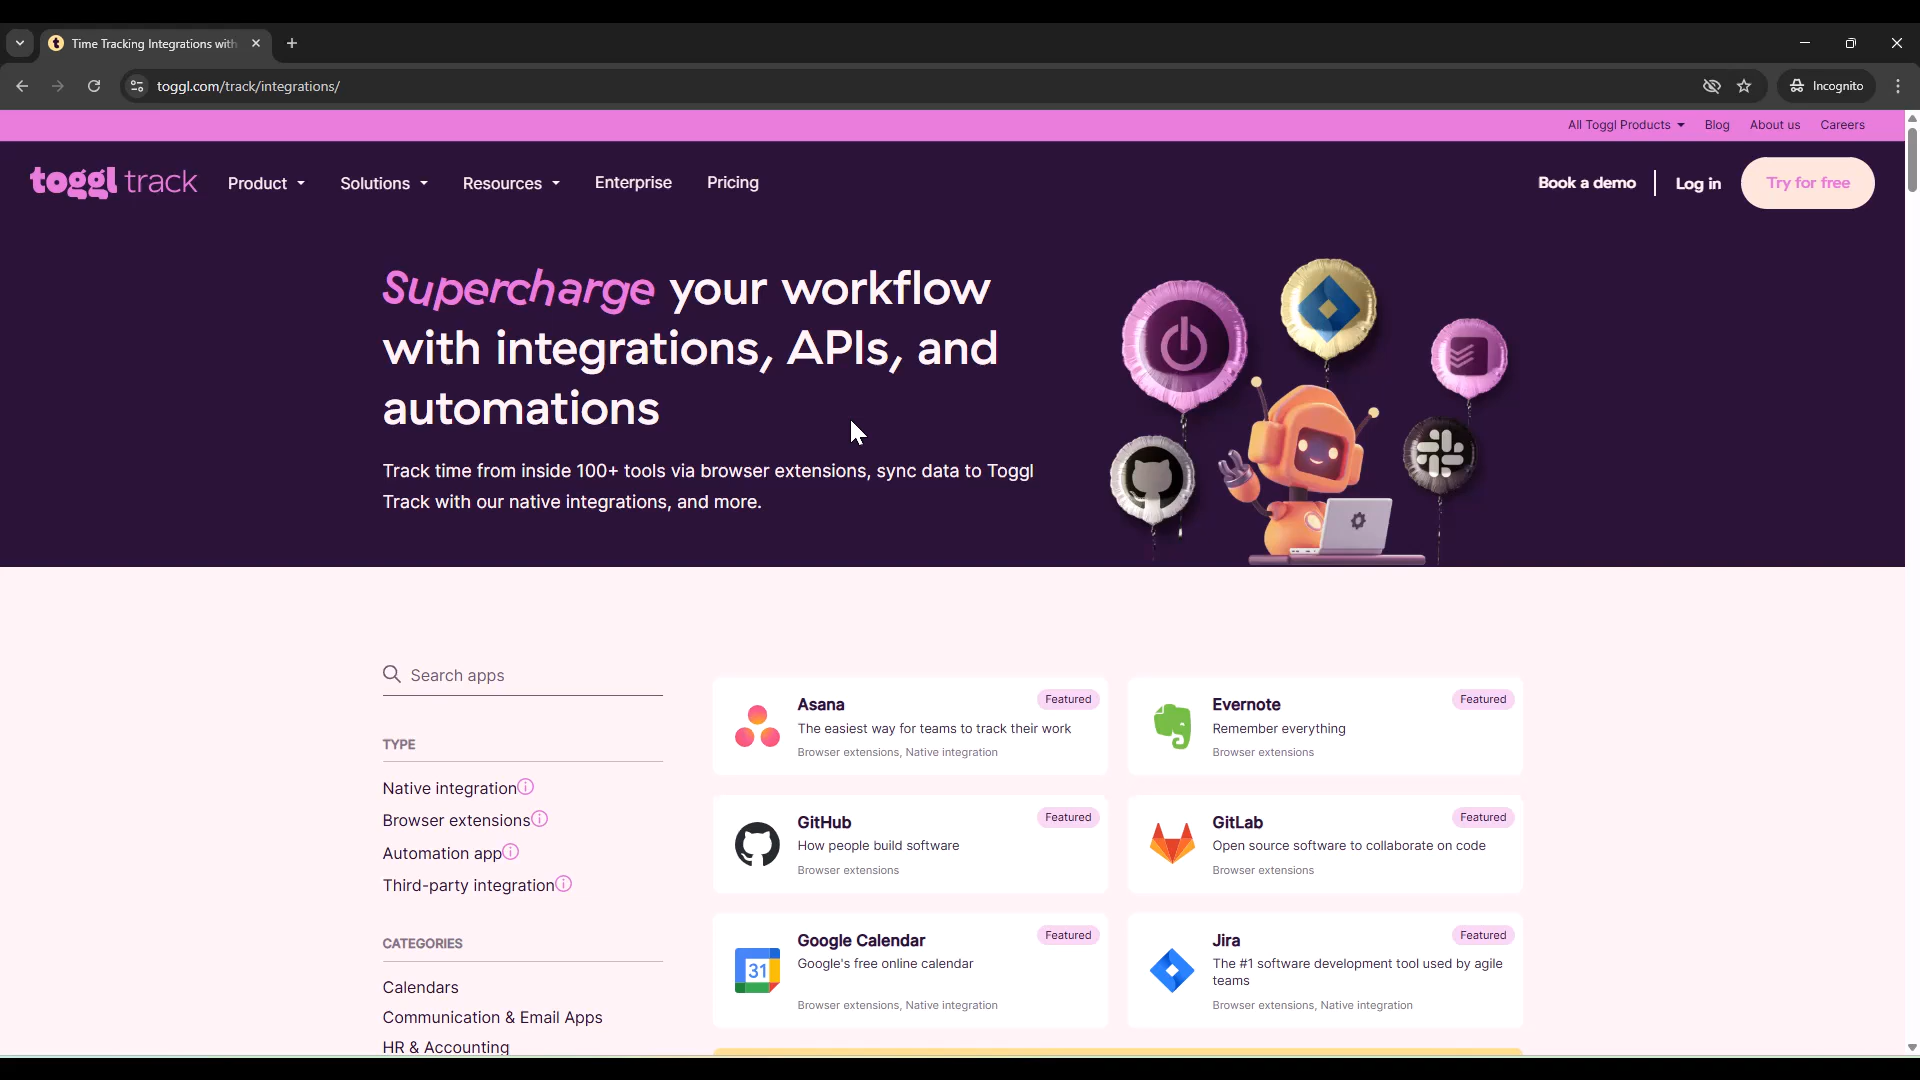 Time Tracking Integrations with
toggl.com/track/integrations/
Incognito
All Toggl Products
Blog
About us
Careers
toggl track
Product
Solutions
Resources
Enterprise
Pricing
Book a demo
Log in
Try for free
Supercharge your workflow
with integrations, APIs, and
automations
Track time from inside 100+ tools via browser extensions, sync data to Toggl
Track with our native integrations, and more.
Search apps
TYPE
Native integration
Browser extensions
Automation app
Third-party integration
CATEGORIES
Calendars
Communication & Email Apps
HR & Accounting
Asana
Featured
The easiest way for teams to track their work
Browser extensions, Native integration
Evernote
Featured
Remember everything
Browser extensions
GitHub
Featured
How people build software
Browser extensions
GitLab
Featured
Open source software to collaborate on code
Browser extensions
31
Google Calendar
Featured
Google's free online calendar
Browser extensions, Native integration
Jira
Featured
The #1 software development tool used by agile
teams
Browser extensions, Native integration